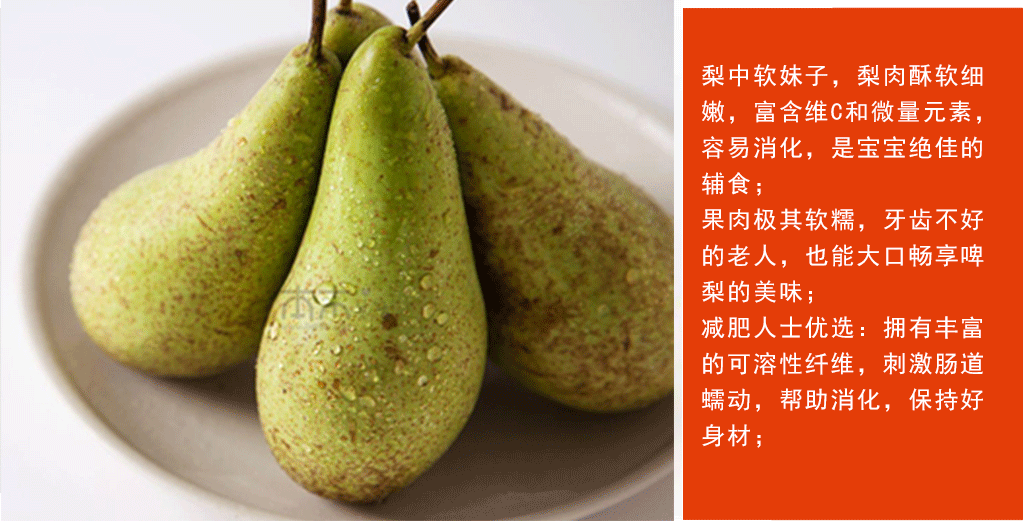 梨中软妹子，梨肉酥软细
嫩，富含维C和微量元素，
容易消化，是宝宝绝佳的
辅食；
果肉极其软糯，牙齿不好
的老人，也能大口畅享啤
梨的美味；
减肥人士优选：拥有丰富
的可溶性纤维，刺激肠道
蠕动，帮助消化，保持好
身材；